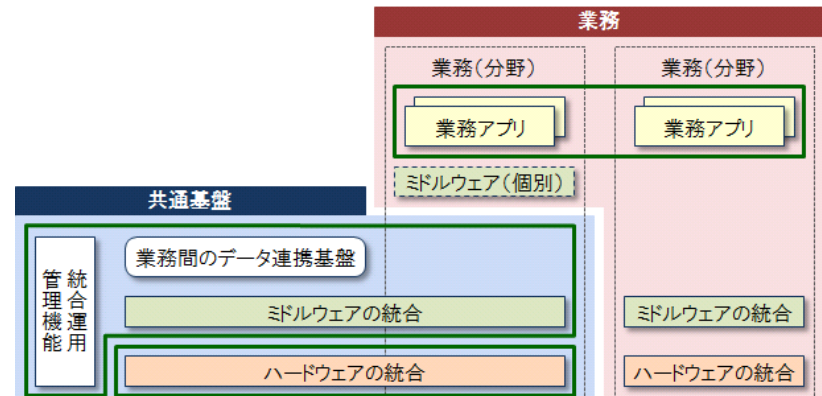 業務
業務(分野)
業務(分野)
業務アプリ
業務アプリ
ミドルウェア(個別)
共通基盤
統合運用
管理機能
業務間のデータ連携基盤
ミドルウェアの統合
ミドルウェアの統合
ハードウェアの統合
ハードウェアの統合